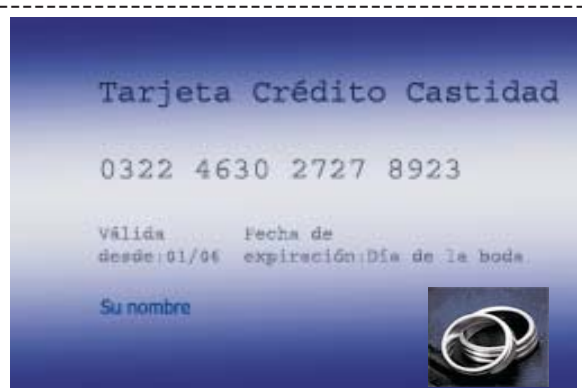 Tarjeta Crédito Castidad
0322 4630 2727 8923
Válida Fecha de
desde:01/06 expiración:Día de la boda
Su nombre